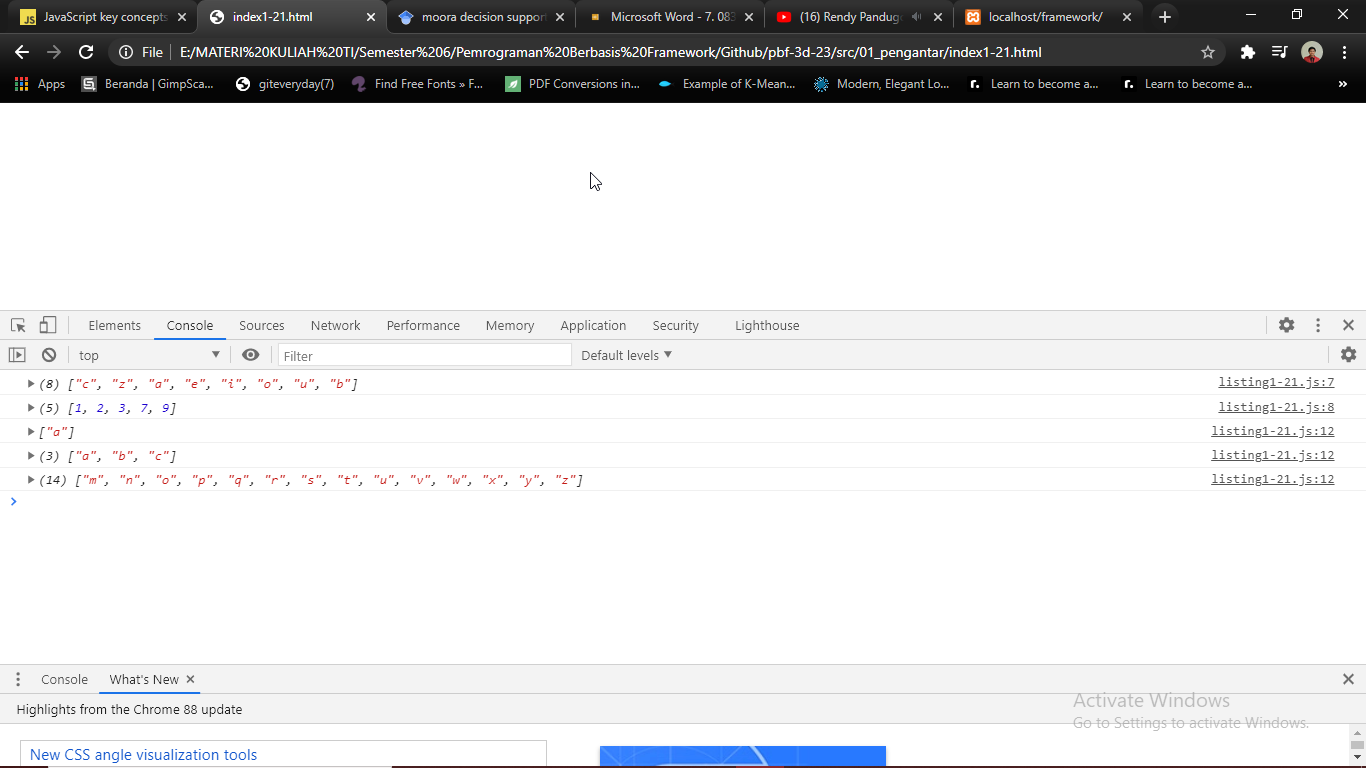 JavaScript key concepts
index1-21.html
moora decision support
Microsoft Word - 7. 083
(16) Rendy Pandugo
localhost/framework/
File
E:/MATERI%20KULIAH%20TI/Semester%206/Pemrograman%20Berbasis%20Framework/Github/pbf-3d-23/src/01_pengantar/index1-21.html
Apps
Beranda | GimpSca...
giteveryday(7)
Find Free Fonts » F...
PDF Conversions in...
Example of K-Mean...
Modern, Elegant Lo...
Learn to become a...
Learn to become a...
»
Elements Console Sources Network Performance Memory Application Security Lighthouse
top Filter Default levels
(8) ["c", "z", "a", "e", "i", "o", "u", "b"] listing1-21.js:7
(5) [1, 2, 3, 7, 9] listing1-21.js:8
["a"] listing1-21.js:12
(3) ["a", "b", "c"] listing1-21.js:12
(14) ["m", "n", "o", "p", "q", "r", "s", "t", "u", "v", "w", "x", "y", "z"] listing1-21.js:12
Console What's New
Highlights from the Chrome 88 update
Activate Windows
Go to Settings to activate Windows.
New CSS angle visualization tools